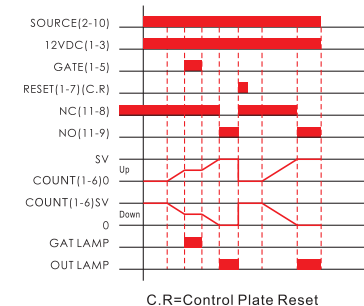 SOURCE(2-10)
12VDC(1-3)
GATE(1-5)
RESET(1-7)(C.R)
NC(11-8)
NO(11-9)
SV
Up
COUNT(1-6)0
COUNT(1-6)SV
Down
0
GAT LAMP
OUT LAMP
C.R=Control Plate Reset